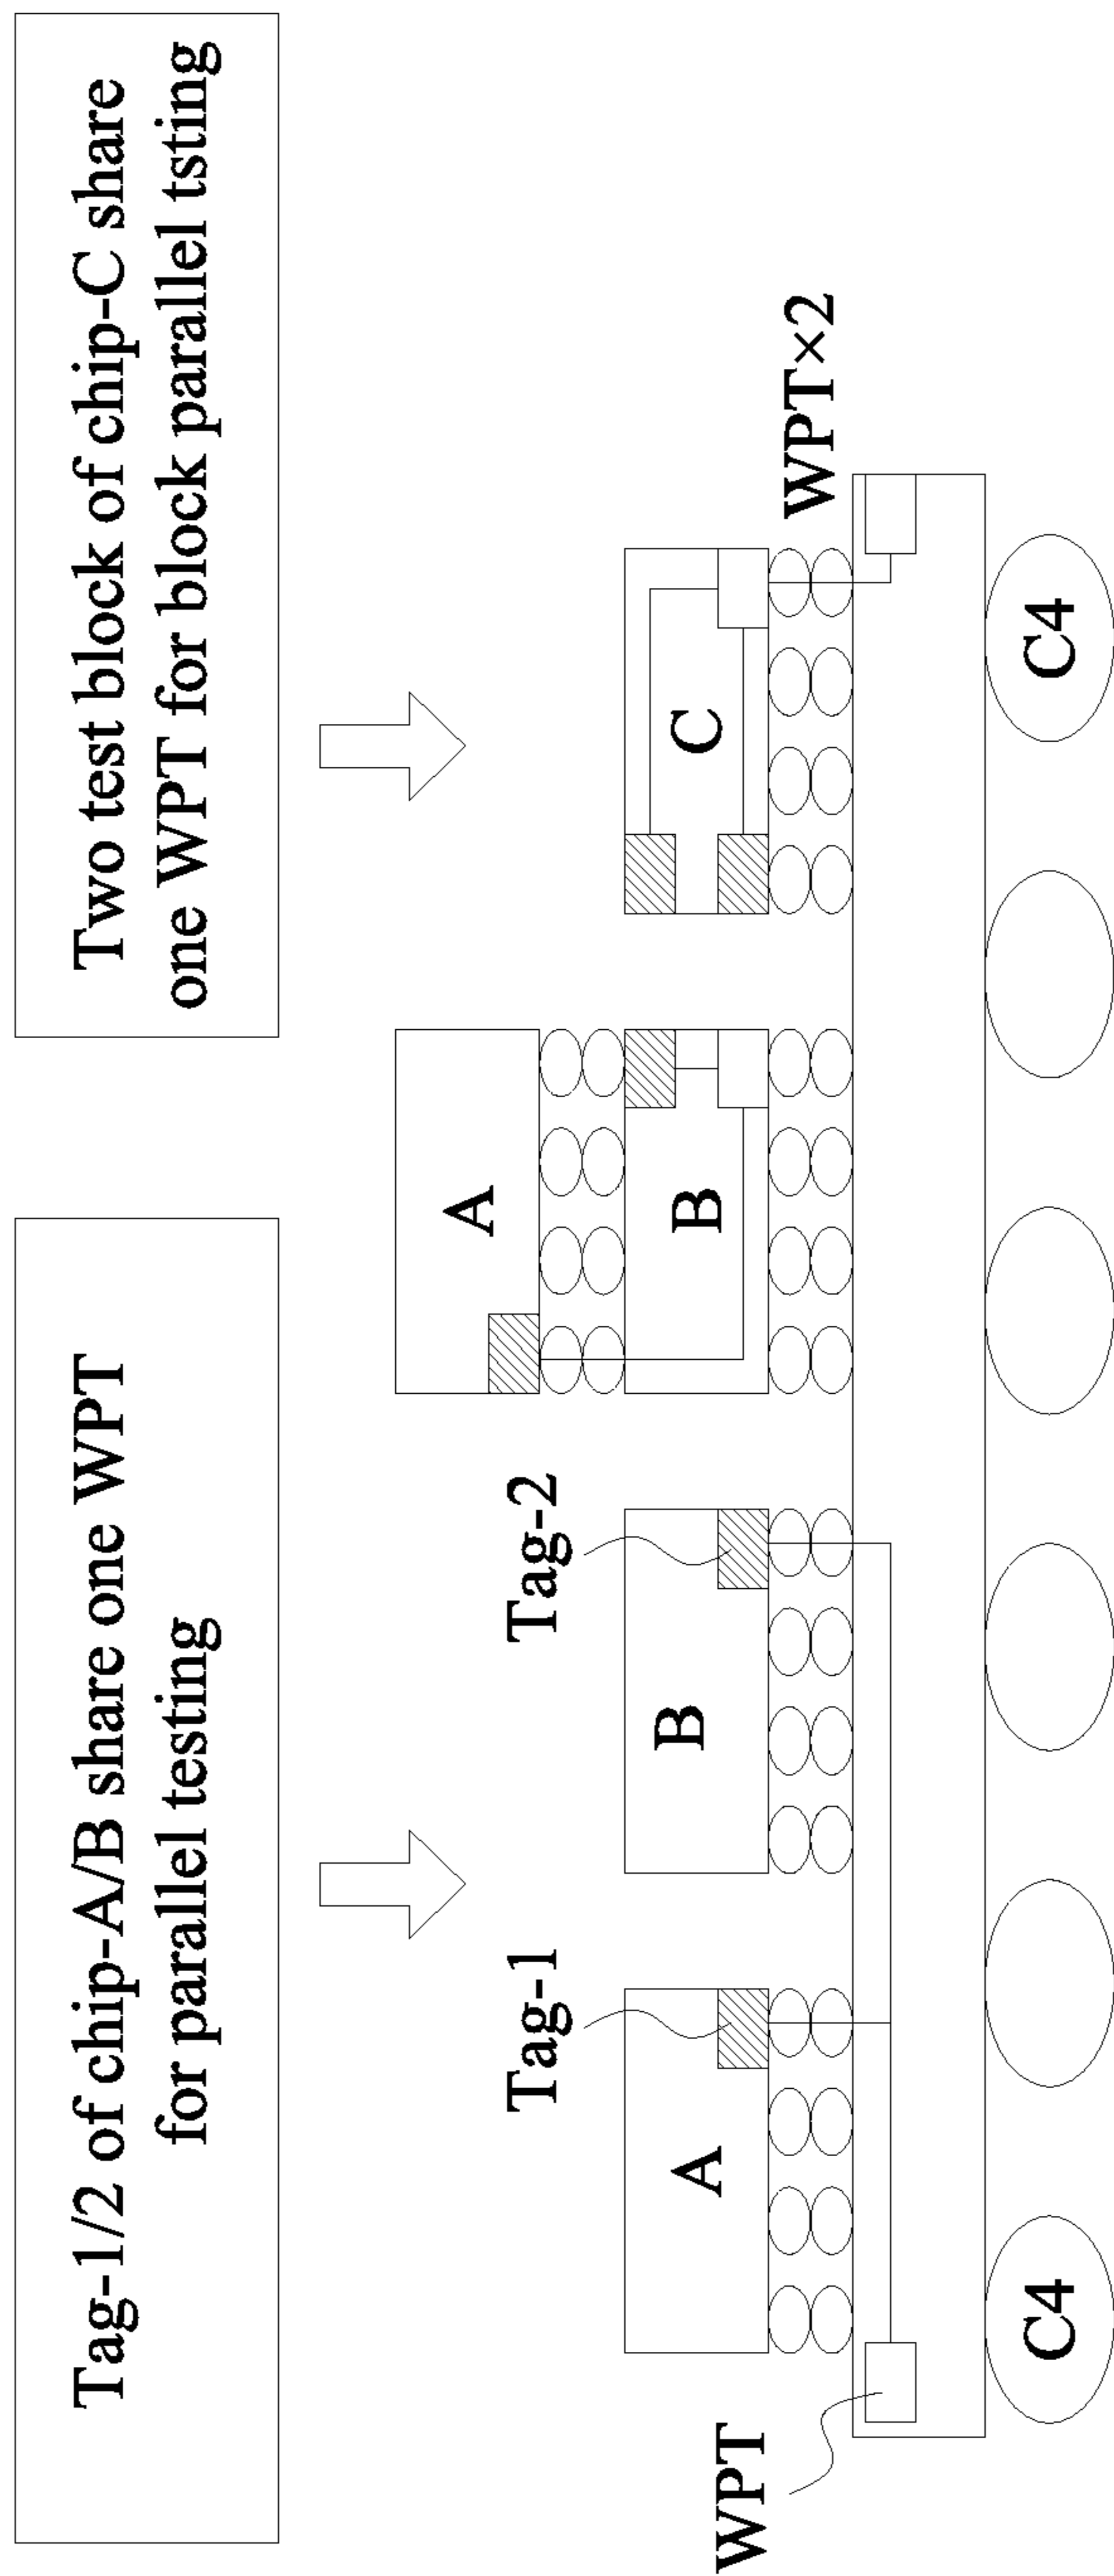 Tag-1/2 of chip-A/B share one WPT
for parallel testing
Two test block of chip-C share
one WPT for block parallel tsting
A
Tag-1
Tag-2
A
B
B
C
WPT
WPT×2
C4
C4